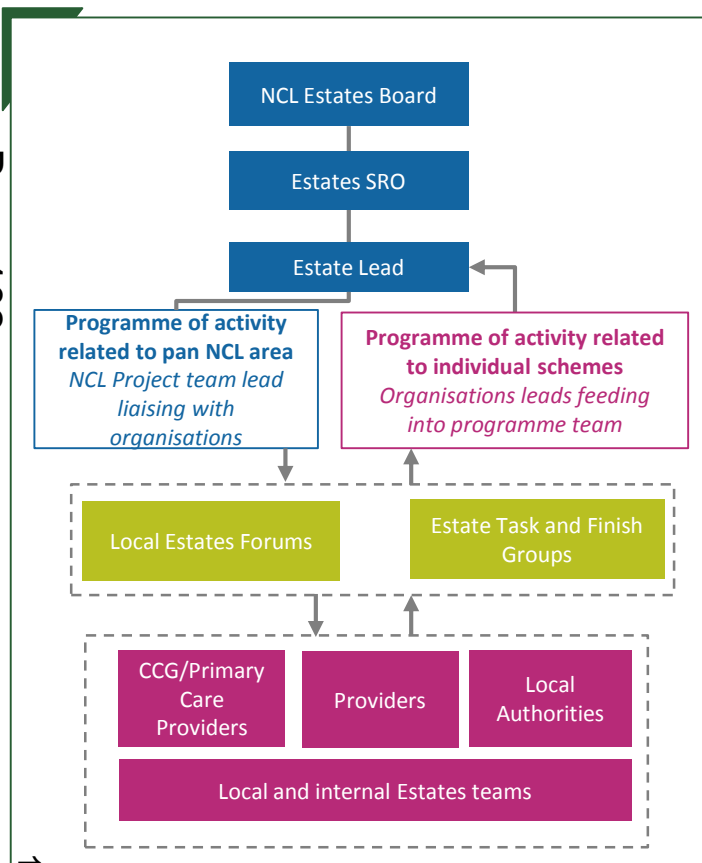 NCL Estates Board
Estates SRO
Estate Lead
Programme of activity
related to pan NCL area
NCL Project team lead
liaising with
organisations
Programme of activity related
to individual schemes
Organisations leads feeding
into programme team
Local Estates Forums
Estate Task and Finish
Groups
CCG/Primary
Care
Providers
Providers
Local
Authorities
Local and internal Estates teams